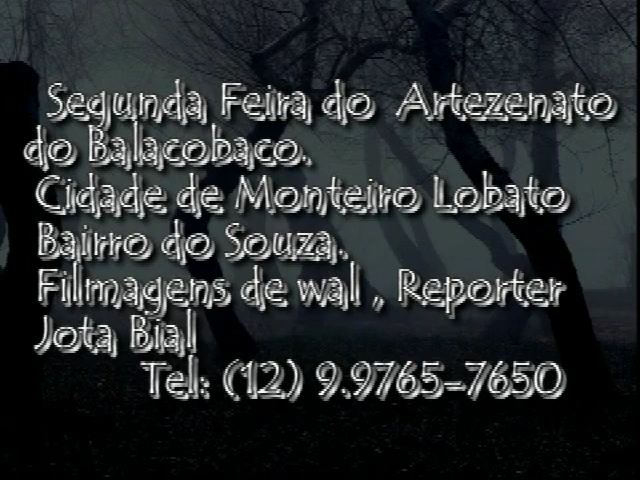 Segunda Feira do Artezenato
do Balacobaco.
Cidade de Monteiro Lobato
Bairro do Souza.
Filmagens de wal , Reporter
Jota Bial
Tel: (12) 9.9765-7650